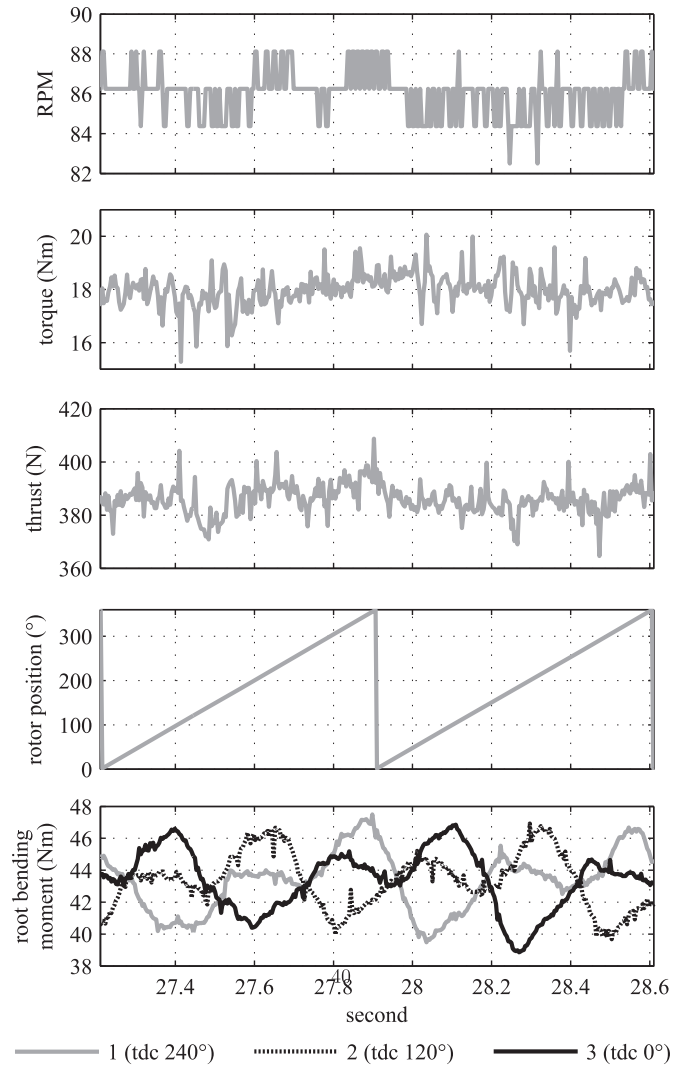 90
88
86
84
82
RPM
20
18
16
torque (Nm)
420
400
380
360
thrust (N)
300
200
100
0
rotor position (°)
48
46
44
42
40
38
root bending
moment (Nm)
27.4 27.6 27.8 28 28.2 28.4 28.6
40
second
1 (tdc 240°) 2 (tdc 120°) 3 (tdc 0°)